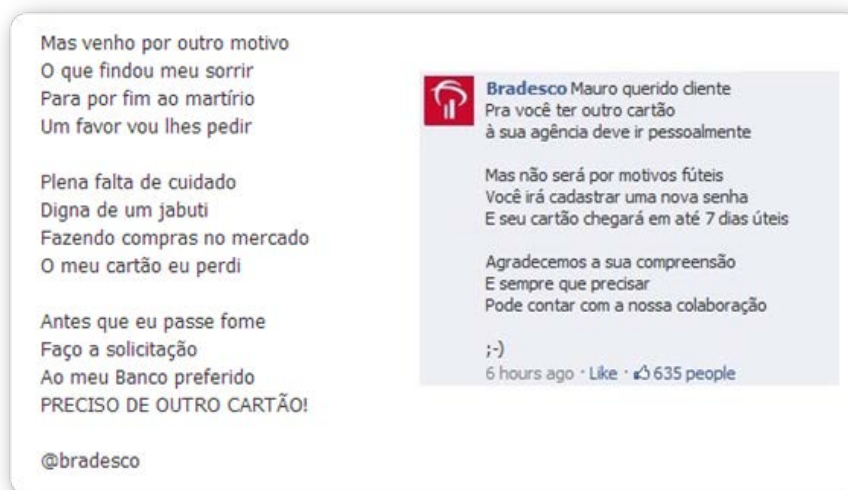 Mas venho por outro motivo
O que findou meu sorrir
Para por fim ao martírio
Um favor vou lhes pedir
Plena falta de cuidado
Digna de um jabuti
Fazendo compras no mercado
O meu cartão eu perdi
Antes que eu passe fome
Faço a solicitação
Ao meu Banco preferido
PRECISO DE OUTRO CARTÃO!
@bradesco
Bradesco Mauro querido cliente
Pra você ter outro cartão
à sua agência deve ir pessoalmente
Mas não será por motivos fúteis
Você irá cadastrar uma nova senha
E seu cartão chegará em até 7 dias úteis
Agradecemos a sua compreensão
E sempre que precisar
Pode contar com a nossa colaboração
;-)
6 hours ago · Like · 635 people